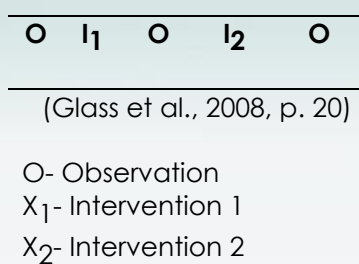 O I₁ O I₂ O
(Glass et al., 2008, p. 20)
O- Observation
X₁- Intervention 1
X₂- Intervention 2